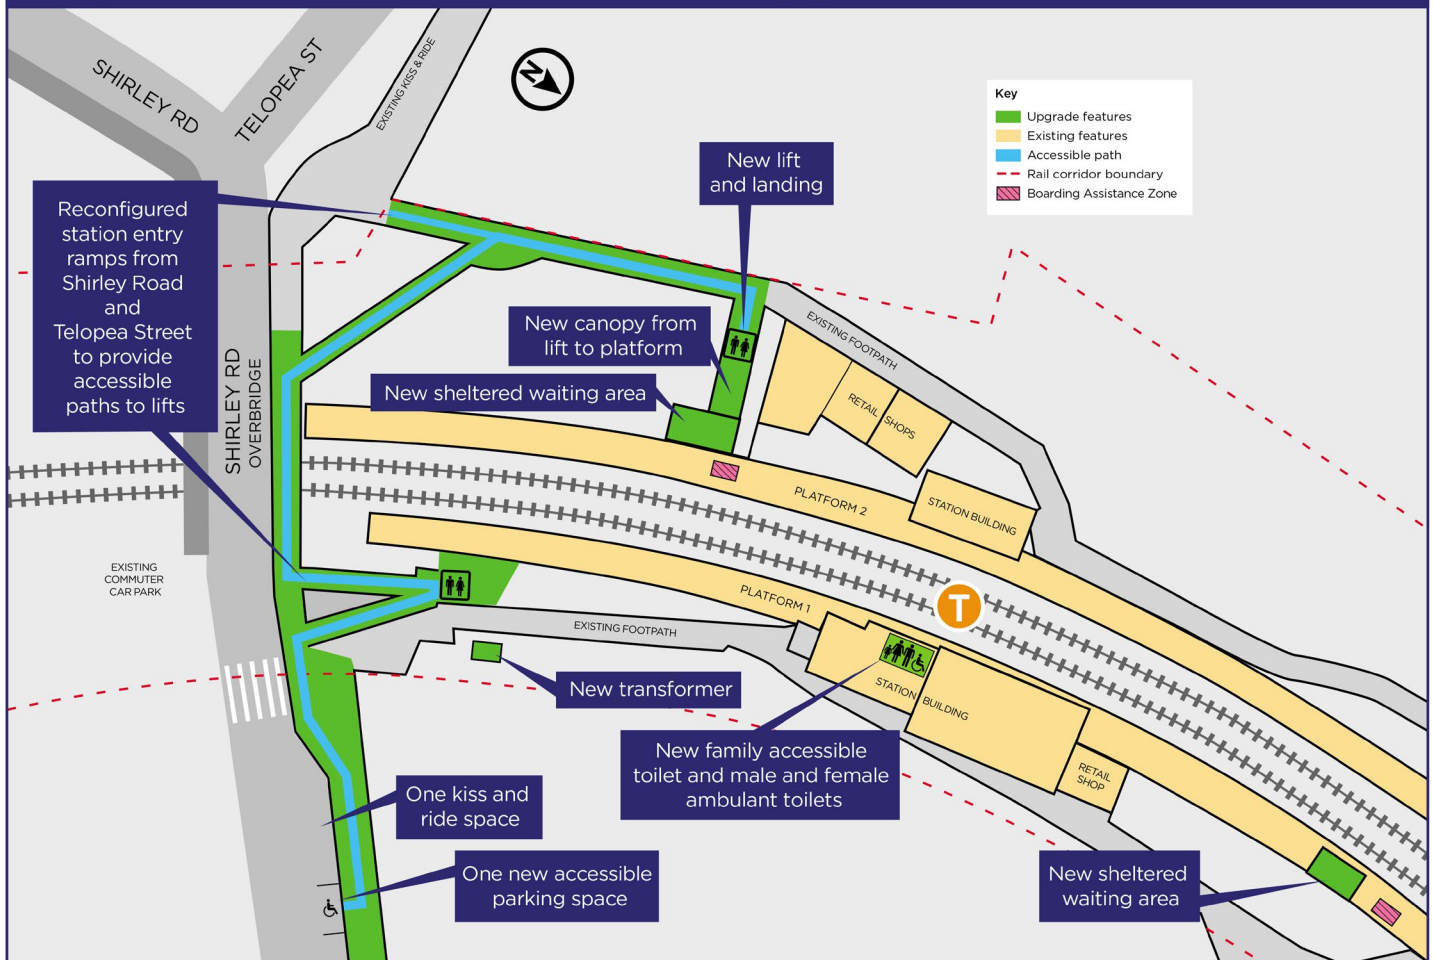 SHIRLEY RD
TELOPEA ST
EXISTING KISS & RIDE
N
Key
Upgrade features
Existing features
Accessible path
Rail corridor boundary
Boarding Assistance Zone
New lift
and landing
Reconfigured
station entry
ramps from
Shirley Road
and
Telopea Street
to provide
accessible
paths to lifts
New canopy from
lift to platform
New sheltered waiting area
EXISTING FOOTPATH
RETAIL SHOPS
SHIRLEY RD
OVERBRIDGE
PLATFORM 2
STATION BUILDING
EXISTING
COMMUTER
CAR PARK
PLATFORM 1
T
EXISTING FOOTPATH
New transformer
STATION BUILDING
New family accessible
toilet and male and female
ambulant toilets
RETAIL
SHOP
One kiss and
ride space
One new accessible
parking space
New sheltered
waiting area